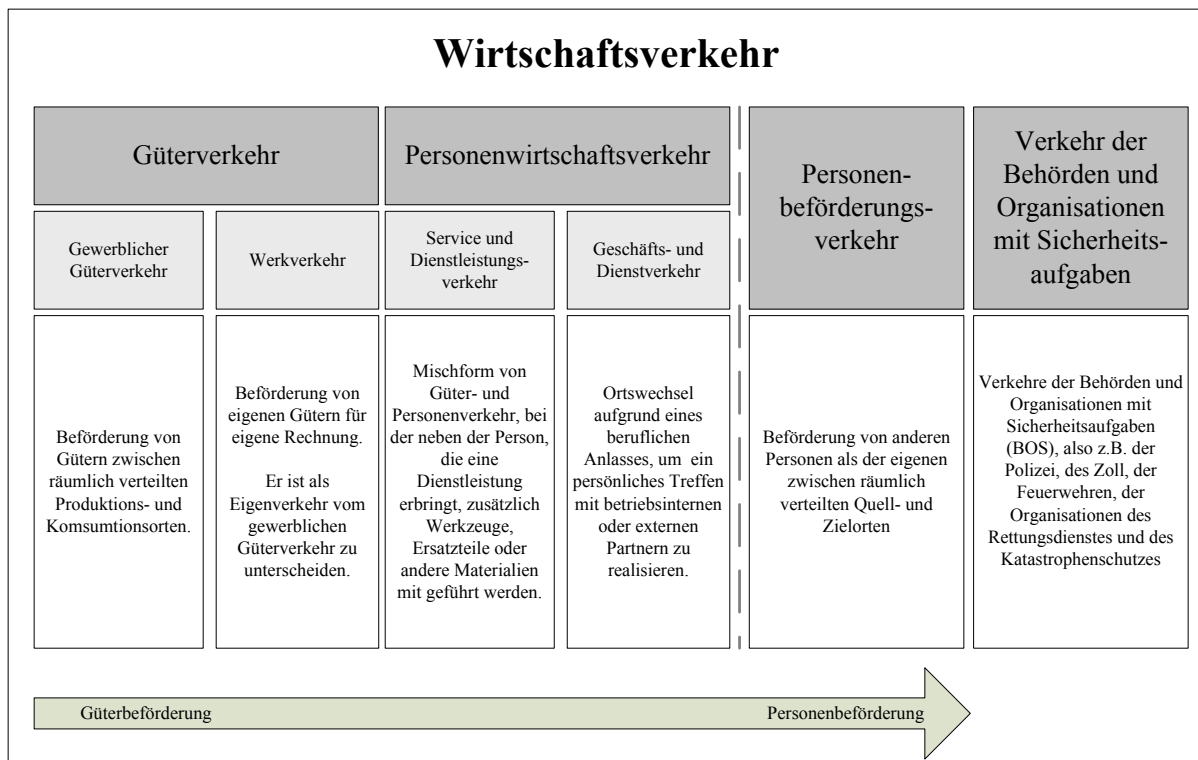 Wirtschaftsverkehr
Güterverkehr
Personenwirtschaftsverkehr
Personen-
beförderungs-
verkehr
Verkehr der
Behörden und
Organisationen
mit Sicherheits-
aufgaben
Gewerblicher
Güterverkehr
Werkverkehr
Service und
Dienstleistungs-
verkehr
Geschäfts- und
Dienstverkehr
Beförderung von
Gütern zwischen
räumlich verteilten
Produktions- und
Komsumtionsorten.
Beförderung von
eigenen Gütern für
eigene Rechnung.
Er ist als
Eigenverkehr vom
gewerblichen
Güterverkehr zu
unterscheiden.
Mischform von
Güter- und
Personenverkehr, bei
der neben der Person,
die eine
Dienstleistung
erbringt, zusätzlich
Werkzeuge,
Ersatzteile oder
andere Materialien
mit geführt werden.
Ortswechsel
aufgrund eines
beruflichen
Anlasses, um ein
persönliches Treffen
mit betriebsinternen
oder externen
Partnern zu
realisieren.
Beförderung von anderen
Personen als der eigenen
zwischen räumlich
verteilten Quell- und
Zielorten
Verkehre der Behörden und
Organisationen mit
Sicherheitsaufgaben
(BOS), also z.B. der
Polizei, des Zoll, der
Feuerwehren, der
Organisationen des
Rettungsdienstes und des
Katastrophenschutzes
Güterbeförderung
Personenbeförderung